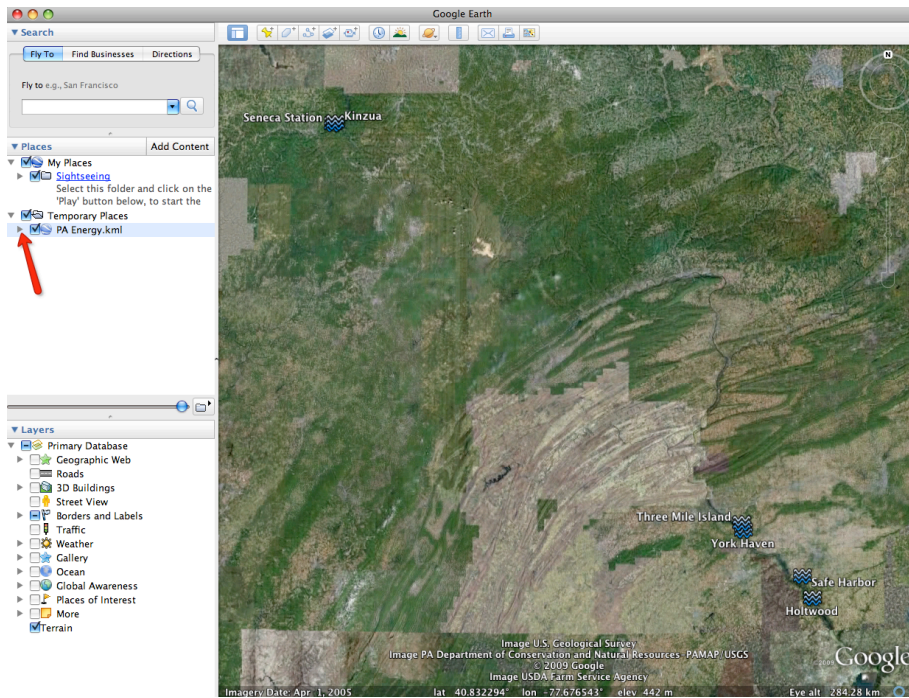 Google Earth
▼ Search
Fly To Find Businesses Directions
Fly to e.g., San Francisco
▼ Places Add Content
My Places
Sightseeing
Select this folder and click on the
'Play' button below, to start the
Temporary Places
PA Energy.kml
▼ Layers
Primary Database
Geographic Web
Roads
3D Buildings
Street View
Borders and Labels
Traffic
Weather
Gallery
Ocean
Global Awareness
Places of Interest
More
Terrain
N
Seneca Station Kinzua
Three Mile Island
York Haven
Safe Harbor
Holtwood
Image U.S. Geological Survey
Image PA Department of Conservation and Natural Resources-PAMAP/USGS
© 2009 Google
Image USDA Farm Service Agency
©2009 Google
Imagery Date: Apr 1, 2005 lat 40.832294° lon -77.676543° elev 442 m Eye alt 284.28 km